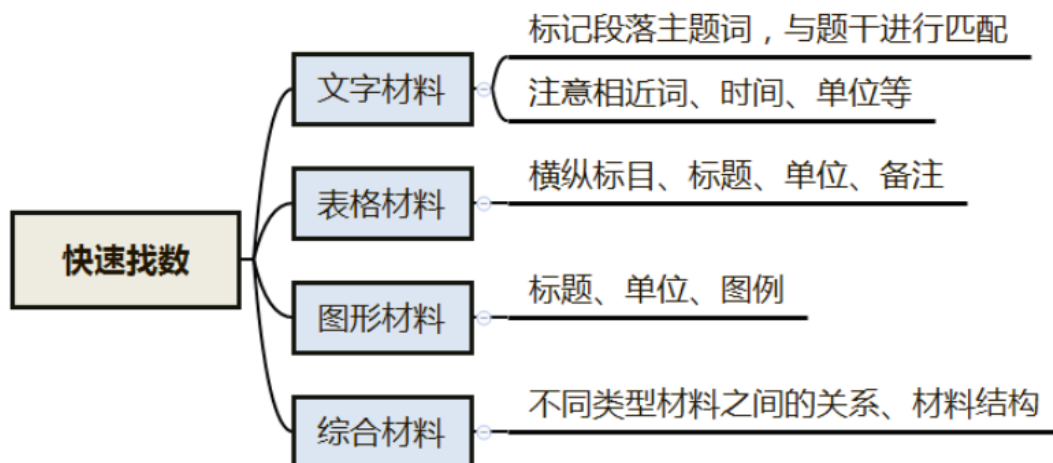 快速找数
文字材料
标记段落主题词，与题干进行匹配
注意相近词、时间、单位等
表格材料
横纵标目、标题、单位、备注
图形材料
标题、单位、图例
综合材料
不同类型材料之间的关系、材料结构